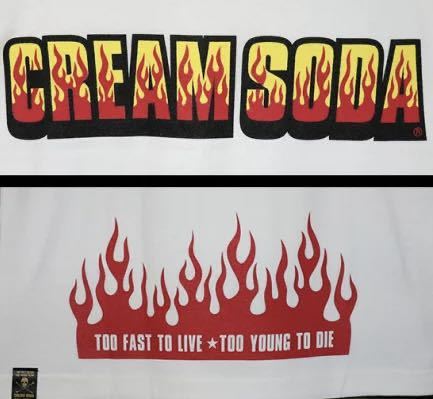 CREAM SODA®
TOO FAST TO LIVE ★ TOO YOUNG TO DIE